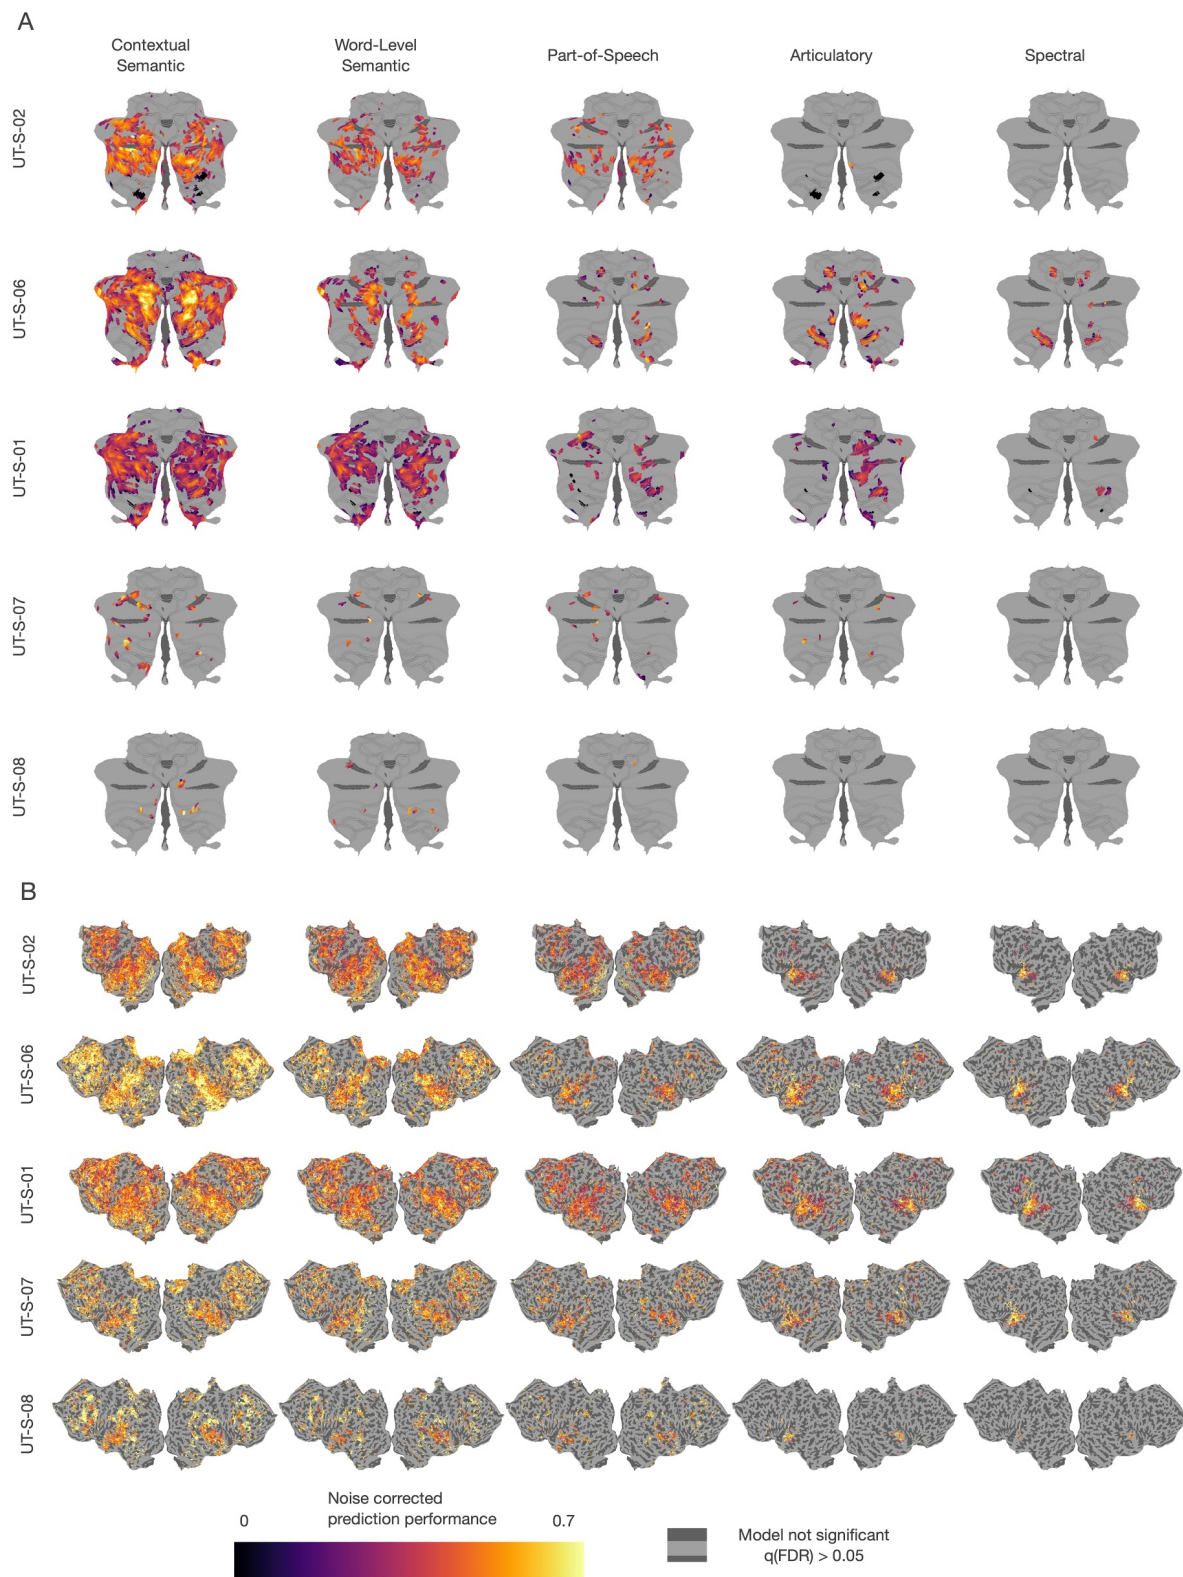 A
Contextual
Semantic
Word-Level
Semantic
Part-of-Speech
Articulatory
Spectral
UT-S-02
UT-S-06
UT-S-01
UT-S-07
UT-S-08
B
UT-S-02
UT-S-06
UT-S-01
UT-S-07
UT-S-08
Noise corrected
prediction performance
0
0.7
Model not significant
q(FDR) > 0.05